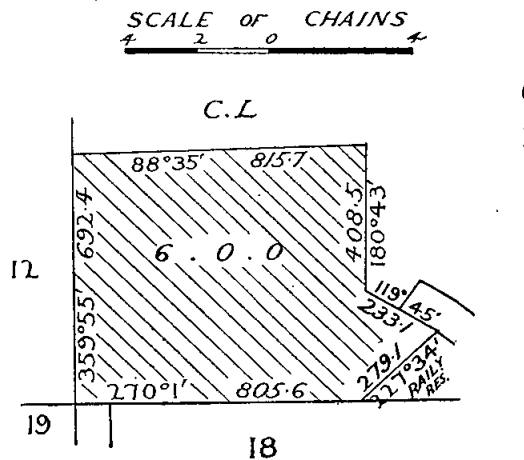 SCALE OF CHAINS
4 2 0 4
C.L
88°35' 815.7
692.4
359°55'
408.5
180°43'
6 . 0 . 0
12
119° 45'
233.1
279.1
227°34'
RAILY
RES.
270°1' 805.6
19
18